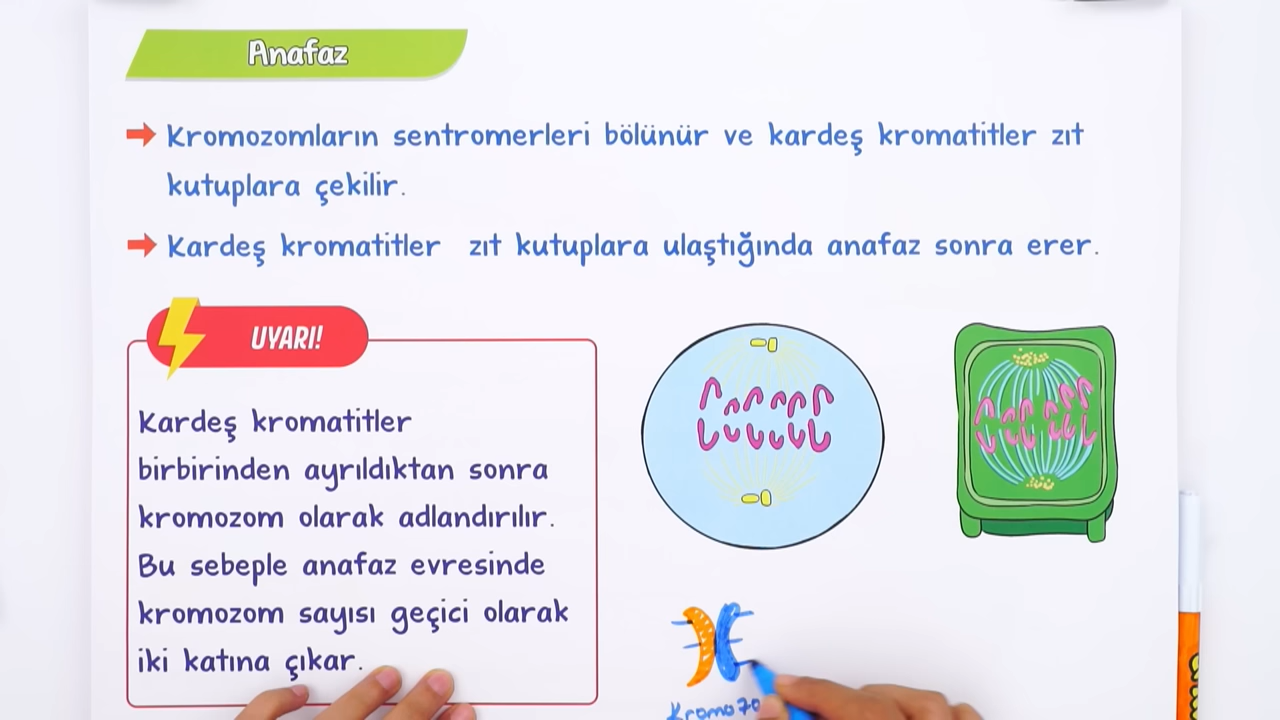 Anafaz
Kromozomların sentromerleri bölünür ve kardeş kromatitler zıt
kutuplara çekilir.
Kardeş kromatitler zıt kutuplara ulaştığında anafaz sonra erer.
UYARI!
Kardeş kromatitler
birbirinden ayrıldıktan sonra
kromozom olarak adlandırılır.
Bu sebeple anafaz evresinde
kromozom sayısı geçici olarak
iki katına çıkar.